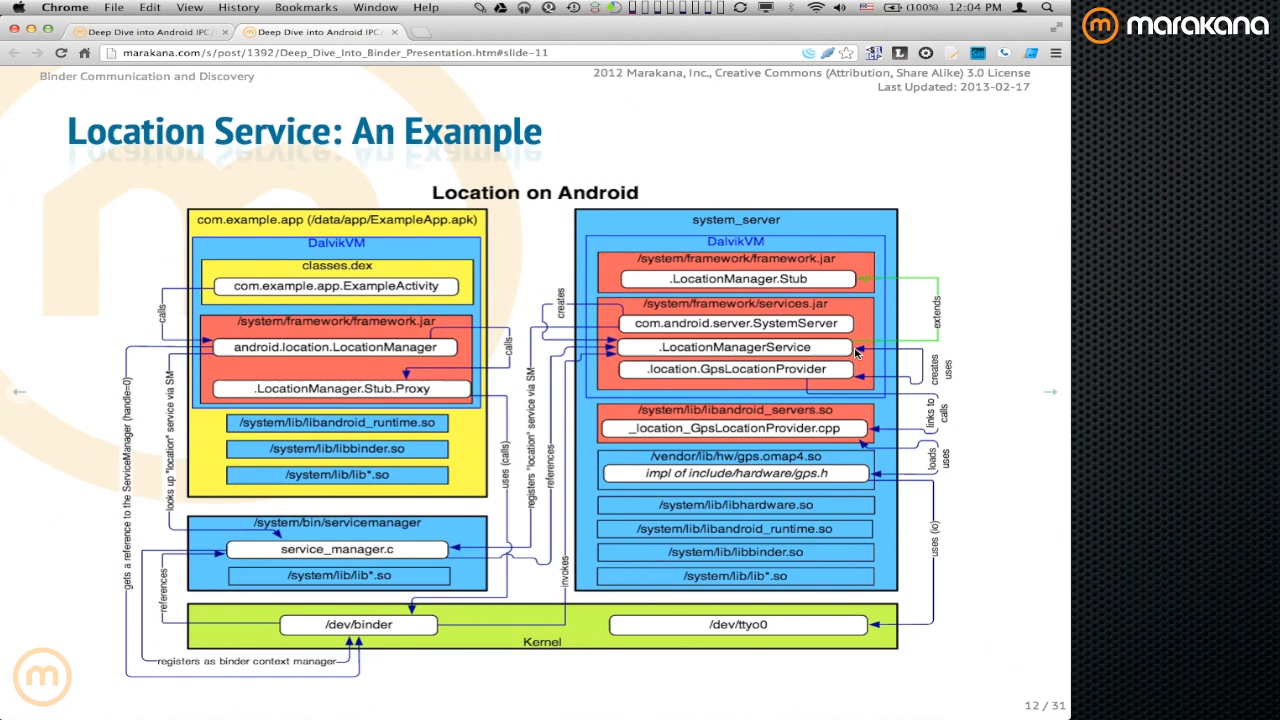 Chrome File Edit View History Bookmarks Window Help
(100%) 12:04 PM
Deep Dive into Android IPC/
Deep Dive into Android IPC/
marakana.com/s/post/1392/Deep_Dive_Into_Binder_Presentation.htm#slide-11
marakana
Binder Communication and Discovery
2012 Marakana, Inc., Creative Commons (Attribution, Share Alike) 3.0 License
Last Updated: 2013-02-17
Location Service: An Example
Location on Android
com.example.app (/data/app/ExampleApp.apk)
DalvikVM
classes.dex
com.example.app.ExampleActivity
/system/framework/framework.jar
android.location.LocationManager
.LocationManager.Stub.Proxy
/system/lib/libandroid_runtime.so
/system/lib/libbinder.so
/system/lib/lib*.so
/system/bin/servicemanager
service_manager.c
/system/lib/lib*.so
system_server
DalvikVM
/system/framework/framework.jar
.LocationManager.Stub
/system/framework/services.jar
com.android.server.SystemServer
.LocationManagerService
.location.GpsLocationProvider
/system/lib/libandroid_servers.so
_location_GpsLocationProvider.cpp
/vendor/lib/hw/gps.omap4.so
impl of include/hardware/gps.h
/system/lib/libhardware.so
/system/lib/libandroid_runtime.so
/system/lib/libbinder.so
/system/lib/lib*.so
/dev/binder
/dev/ttyo0
Kernel
calls
gets a reference to the ServiceManager (handle=0)
looks up "location" service via SM
references
calls
uses (calls)
registers "location" service via SM
references
creates
invokes
extends
creates
uses
links to
calls
loads
uses
uses (io)
registers as binder context manager
12 / 31